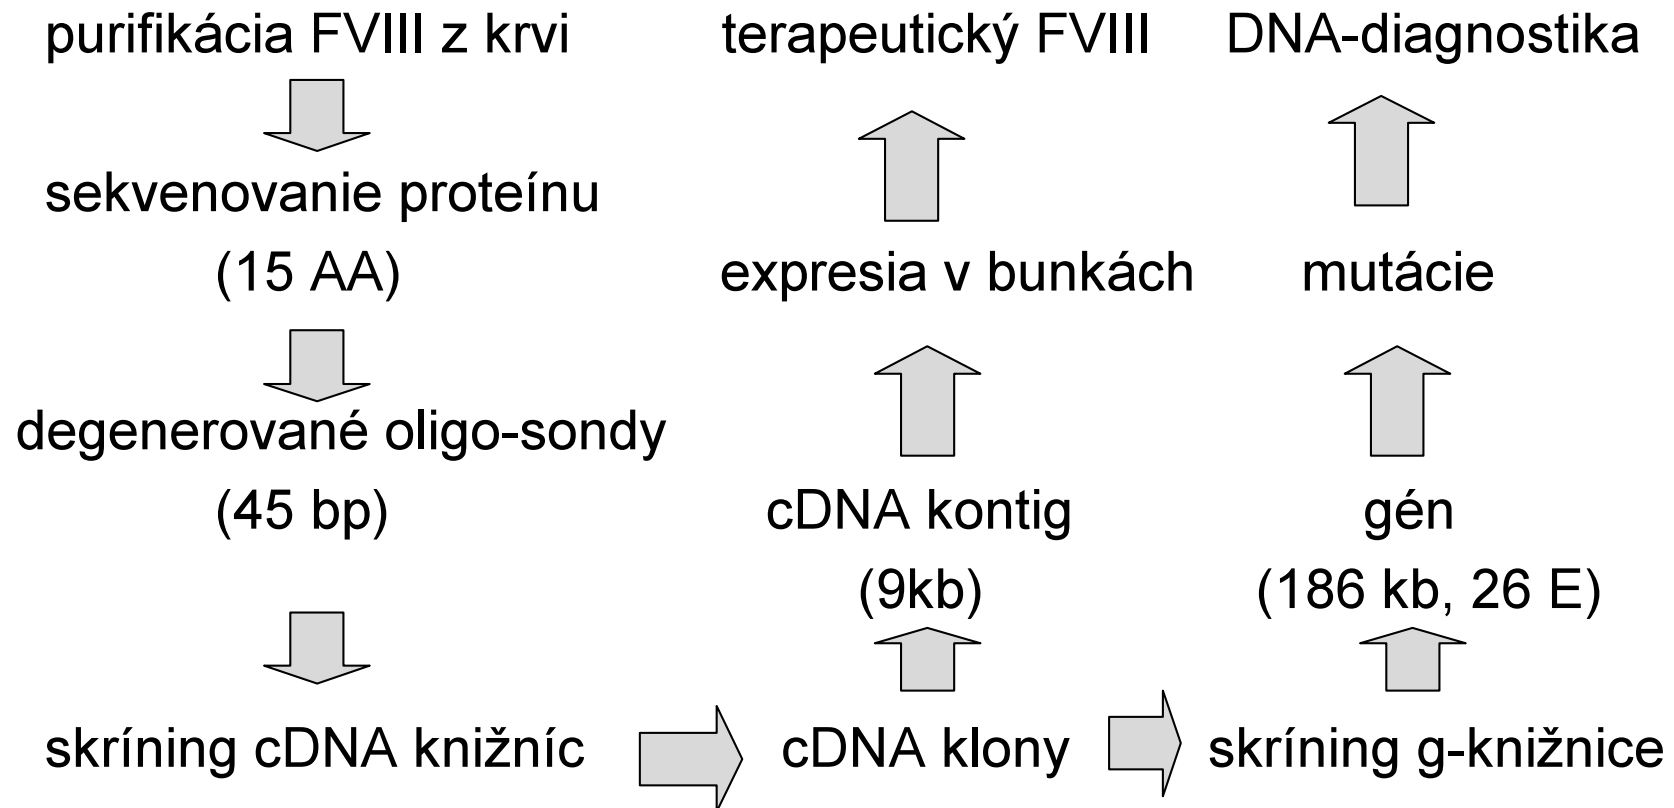 purifikácia FVIII z krvi
sekvenovanie proteínu
(15 AA)
degenerované oligo-sondy
(45 bp)
skríning cDNA knižníc
terapeutický FVIII
expresia v bunkách
cDNA kontig
(9kb)
cDNA klony
DNA-diagnostika
mutácie
gén
(186 kb, 26 E)
skríning g-knižnice